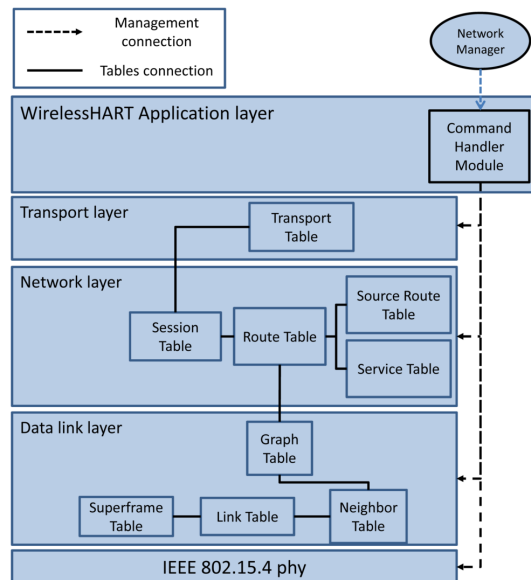 Management
connection
Tables connection
Network
Manager
WirelessHART Application layer
Command
Handler
Module
Transport layer
Transport
Table
Network layer
Session
Table
Route Table
Source Route
Table
Service Table
Data link layer
Graph
Table
Superframe
Table
Link Table
Neighbor
Table
IEEE 802.15.4 phy